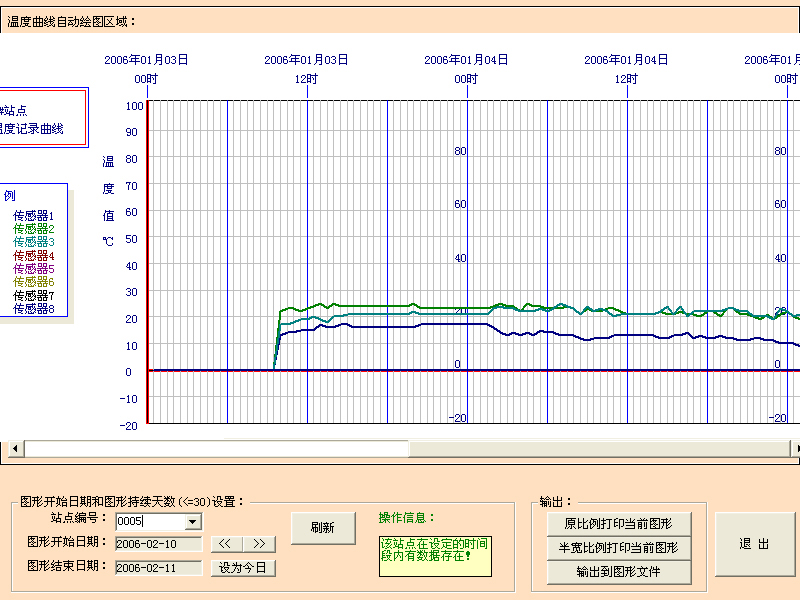 温度曲线自动绘图区域：
2006年01月03日 2006年01月03日 2006年01月04日 2006年01月04日 2006年01月
00时 12时 00时 12时 00时
#站点
温度记录曲线
例
传感器1
传感器2
传感器3
传感器4
传感器5
传感器6
传感器7
传感器8
温度值℃
100
90
80 80 80
70
60 60 60
50
40 40 40
30
20 20 20
10
0 0 0
-10
-20 -20 -20
图形开始日期和图形持续天数(<=30)设置：
站点编号： 0005
图形开始日期： 2006-02-10 << >>
图形结束日期： 2006-02-11 设为今日
刷新
操作信息：
该站点在设定的时间
段内有数据存在！
输出：
原比例打印当前图形
半宽比例打印当前图形
输出到图形文件
退 出